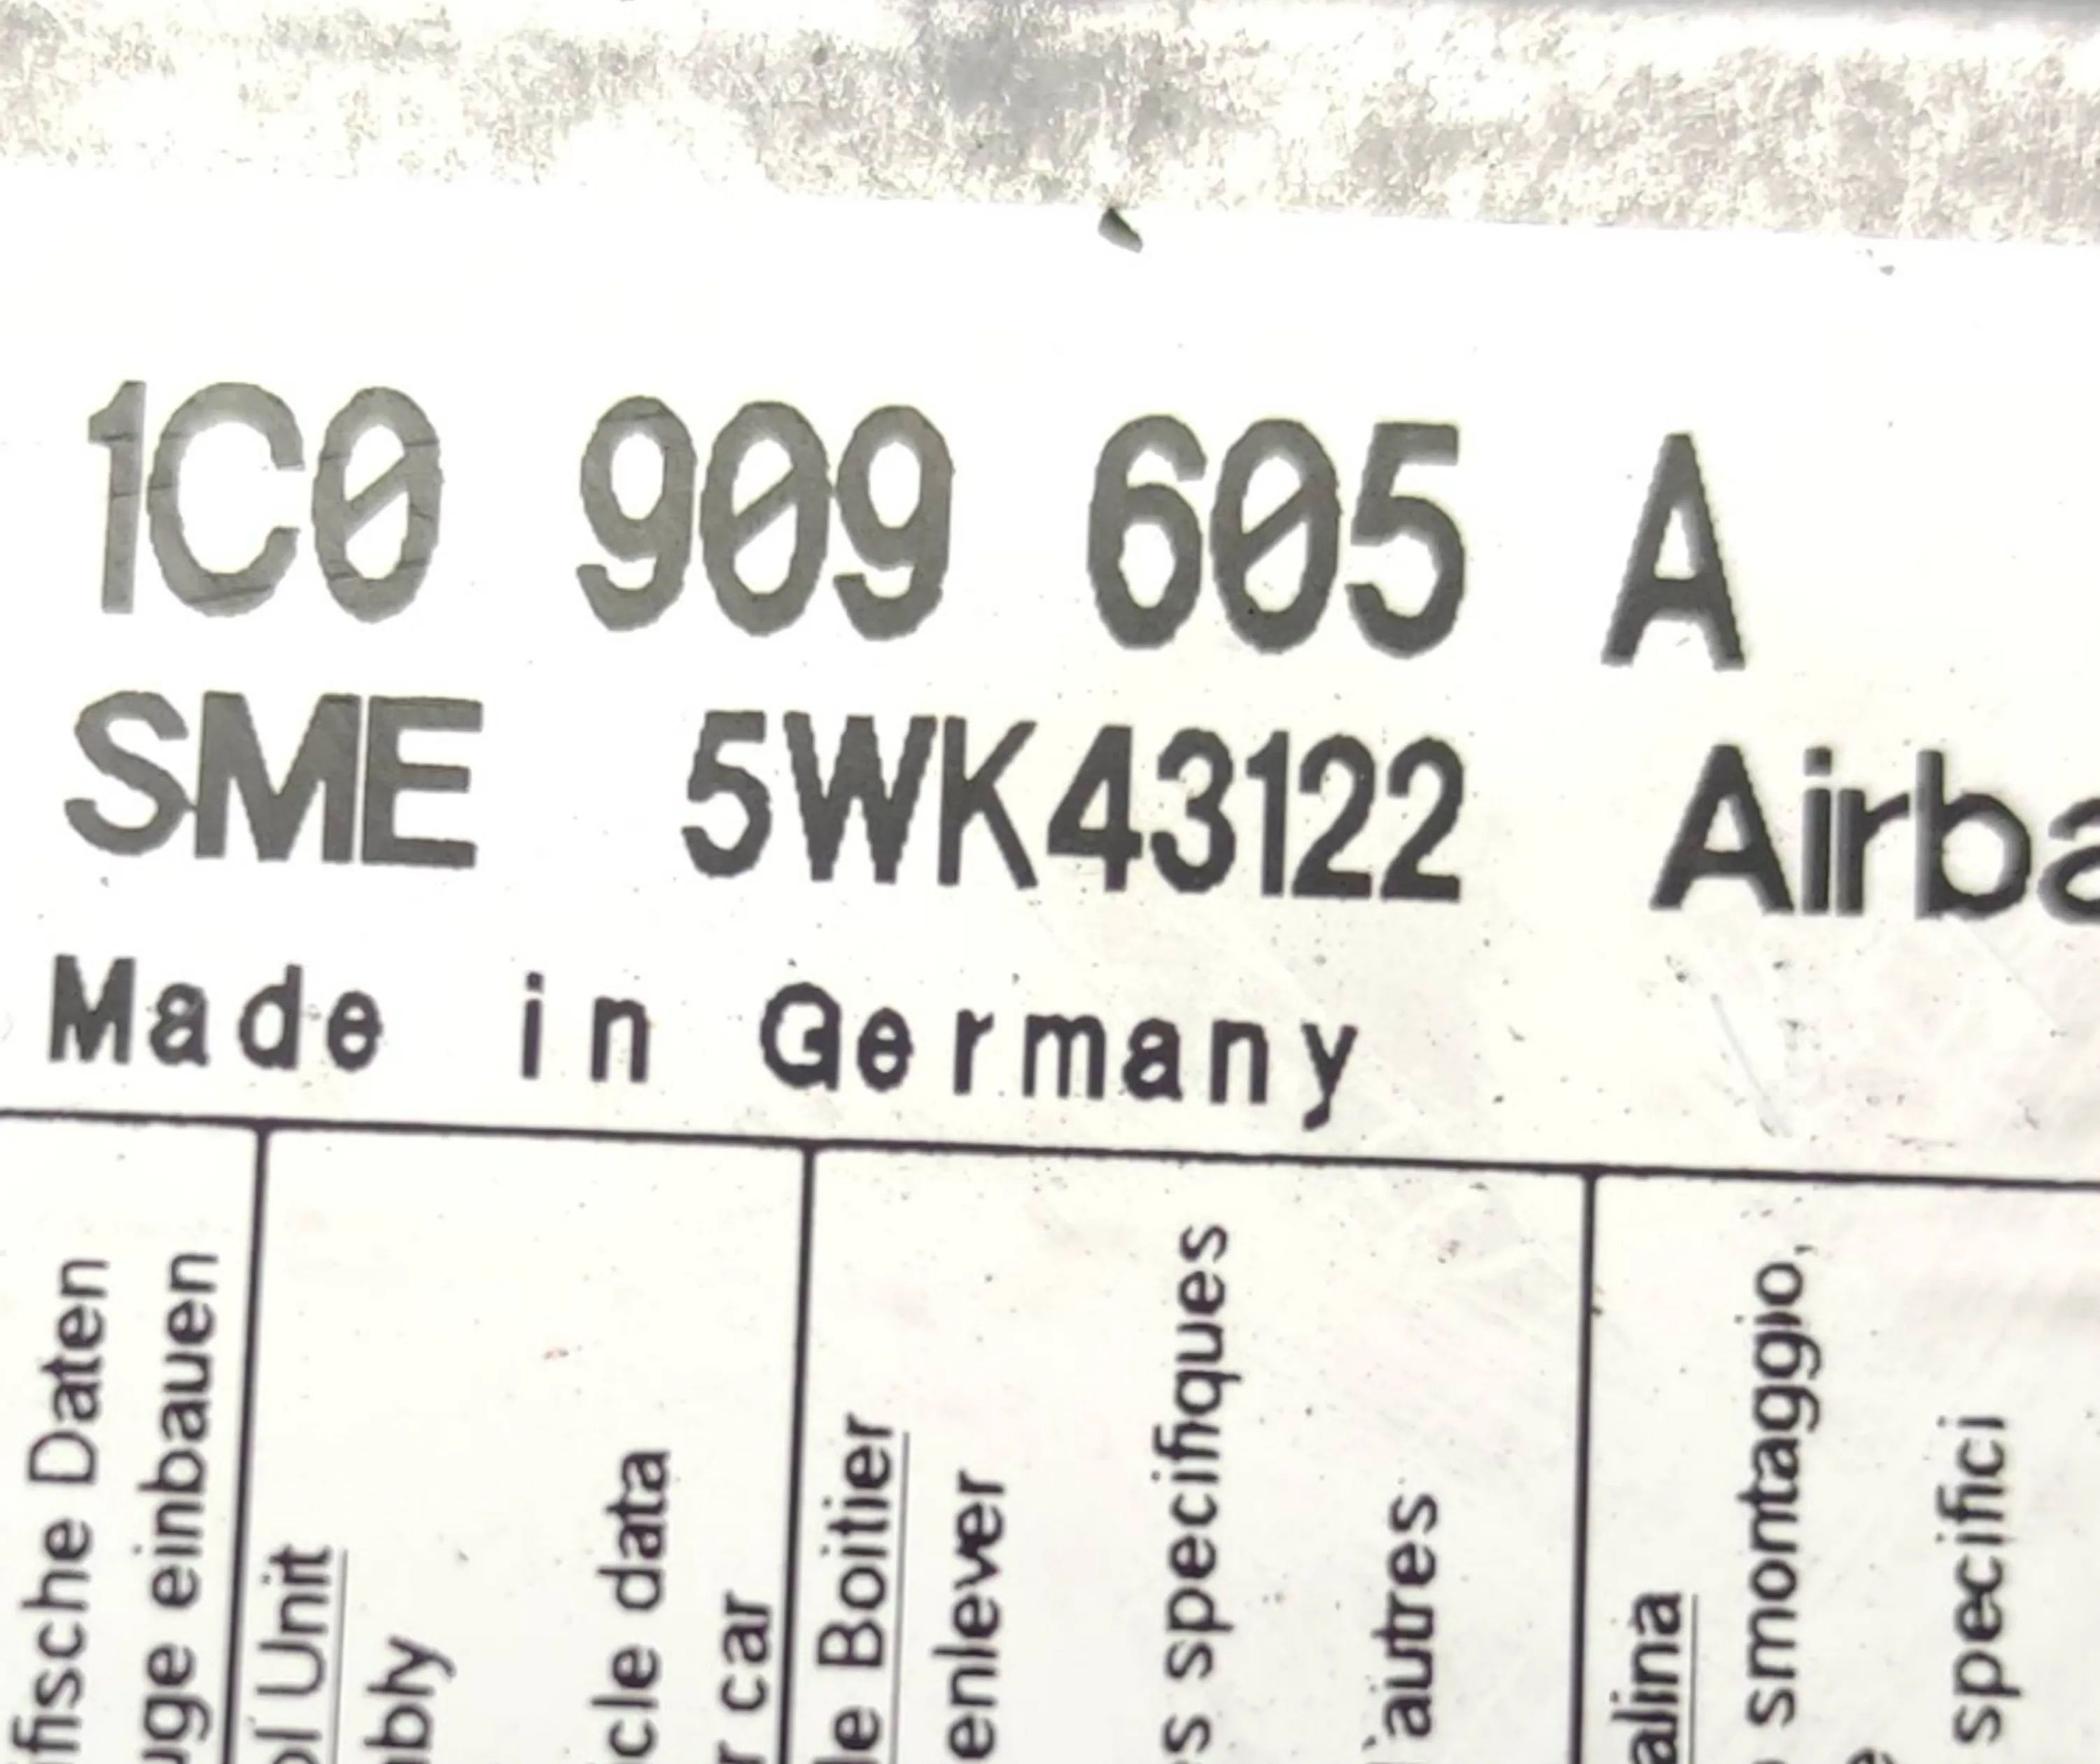 1C0 909 605 A
SME 5WK43122 Airba
Made in Germany
fische Daten
uge einbauen
ol Unit
bly
cle data
r car
le Boitier
enlever
s specifiques
autres
alina
smontaggio,
specifici